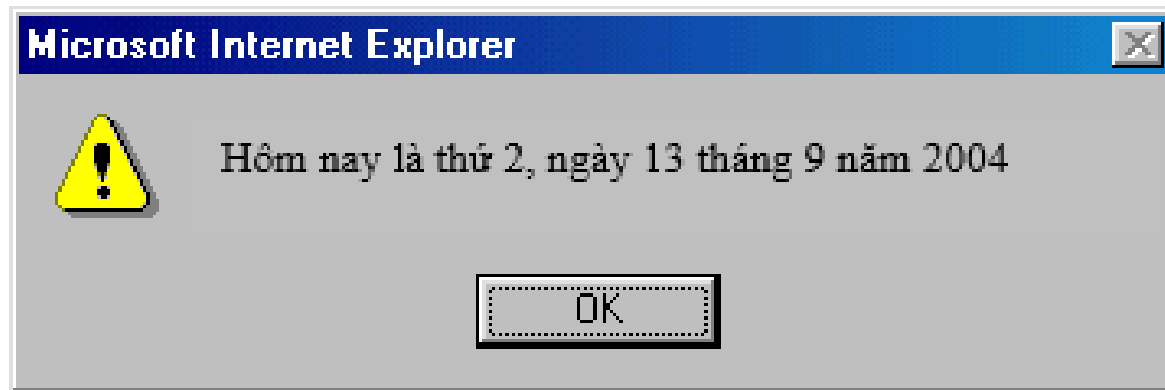 Microsoft Internet Explorer
Hôm nay là thứ 2, ngày 13 tháng 9 năm 2004
OK